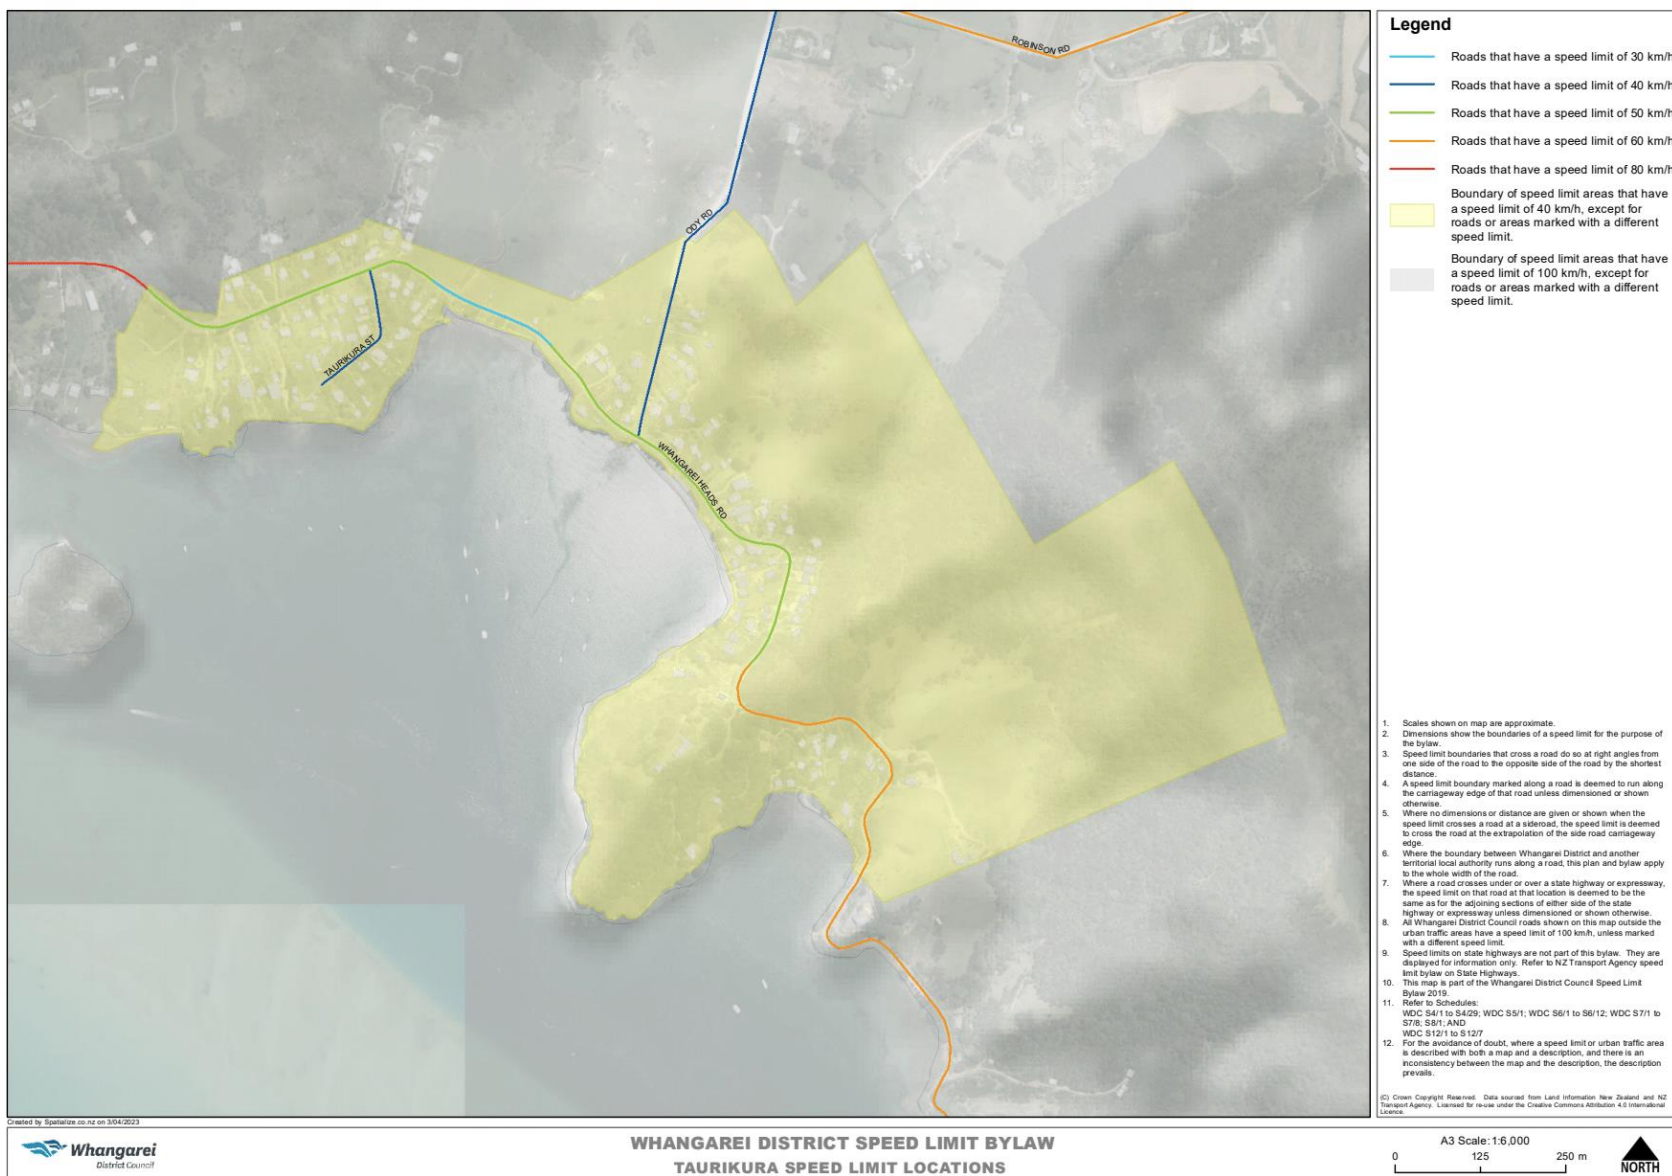 ROBINSON RD
ODY RD
TAURIKURA ST
WHANGAREI HEADS RD
Legend
Roads that have a speed limit of 30 km/h
Roads that have a speed limit of 40 km/h
Roads that have a speed limit of 50 km/h
Roads that have a speed limit of 60 km/h
Roads that have a speed limit of 80 km/h
Boundary of speed limit areas that have
a speed limit of 40 km/h, except for
roads or areas marked with a different
speed limit.
Boundary of speed limit areas that have
a speed limit of 100 km/h, except for
roads or areas marked with a different
speed limit.
1. Scales shown on map are approximate.
2. Dimensions show the boundaries of a speed limit for the purpose of
the bylaw.
3. Speed limit boundaries that cross a road do so at right angles from
one side of the road to the opposite side of the road by the shortest
distance.
4. A speed limit boundary marked along a road is deemed to run along
the carriageway edge of that road unless dimensioned or shown
otherwise.
5. Where no dimensions or distance are given or shown when the
speed limit crosses a road at a sideroad, the speed limit is deemed
to cross the road at the extrapolation of the side road carriageway
edge.
6. Where the boundary between Whangarei District and another
territorial local authority runs along a road, this plan and bylaw apply
to the whole width of the road.
7. Where a road crosses under or over a state highway or expressway,
the speed limit on that road at that location is deemed to be the
same as for the adjoining sections of either side of the state
highway or expressway unless dimensioned or shown otherwise.
8. All Whangarei District Council roads shown on this map outside the
urban traffic areas have a speed limit of 100 km/h, unless marked
with a different speed limit.
9. Speed limits on state highways are not part of this bylaw. They are
displayed for information only. Refer to NZ Transport Agency speed
limit bylaw on State Highways.
10. This map is part of the Whangarei District Council Speed Limit
Bylaw 2019.
11. Refer to Schedules:
WDC S4/1 to S4/29; WDC S5/1; WDC S6/1 to S6/12; WDC S7/1 to
S7/8; S8/1; AND
WDC S12/1 to S12/7
12. For the avoidance of doubt, where a speed limit or urban traffic area
is described with both a map and a description, and there is an
inconsistency between the map and the description, the description
prevails.
(C) Crown Copyright Reserved. Data sourced from Land Information New Zealand and NZ
Transport Agency. Licensed for re-use under the Creative Commons Attribution 4.0 International
Licence.
Created by Spatialize.co.nz on 3/04/2023
Whangarei
District Council
WHANGAREI DISTRICT SPEED LIMIT BYLAW
TAURIKURA SPEED LIMIT LOCATIONS
A3 Scale: 1:6,000
0 125 250 m
NORTH